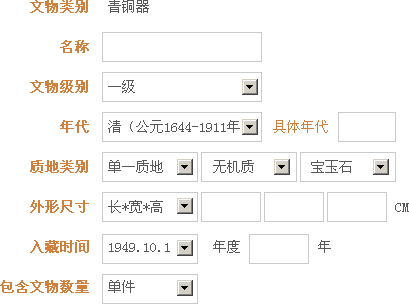 文物类别 青铜器
名称
文物级别 一级
年代 清（公元1644-1911年 具体年代
质地类别 单一质地 无机质 宝玉石
外形尺寸 长*宽*高 CM
入藏时间 1949.10.1 年度 年
包含文物数量 单件